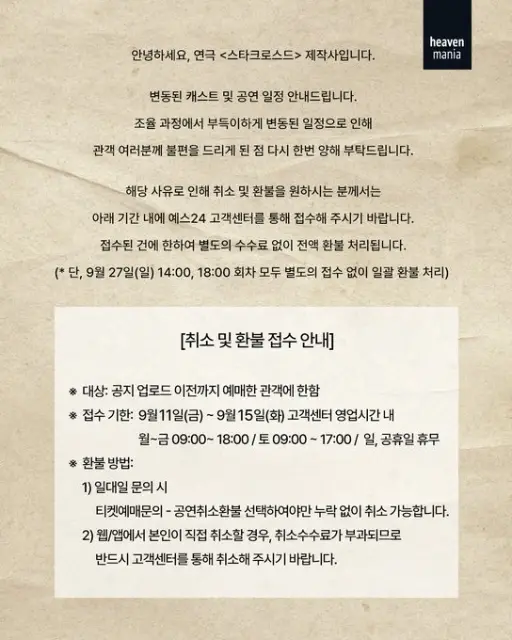 heaven
mania
안녕하세요, 연극 <스타크로스드> 제작사입니다.
변동된 캐스트 및 공연 일정 안내드립니다.
조율 과정에서 부득이하게 변동된 일정으로 인해
관객 여러분께 불편을 드리게 된 점 다시 한번 양해 부탁드립니다.
해당 사유로 인해 취소 및 환불을 원하시는 분께서는
아래 기간 내에 예스24 고객센터를 통해 접수해 주시기 바랍니다.
접수된 건에 한하여 별도의 수수료 없이 전액 환불 처리됩니다.
(* 단, 9월 27일(일) 14:00, 18:00 회차 모두 별도의 접수 없이 일괄 환불 처리)
[취소 및 환불 접수 안내]
※ 대상: 공지 업로드 이전까지 예매한 관객에 한함
※ 접수 기한: 9월 11일(금) ~ 9월 15일(화) 고객센터 영업시간 내
월~금 09:00~ 18:00 / 토 09:00 ~ 17:00 / 일, 공휴일 휴무
※ 환불 방법:
1) 일대일 문의 시
티켓예매문의 - 공연취소환불 선택하여야만 누락 없이 취소 가능합니다.
2) 웹/앱에서 본인이 직접 취소할 경우, 취소수수료가 부과되므로
반드시 고객센터를 통해 취소해 주시기 바랍니다.